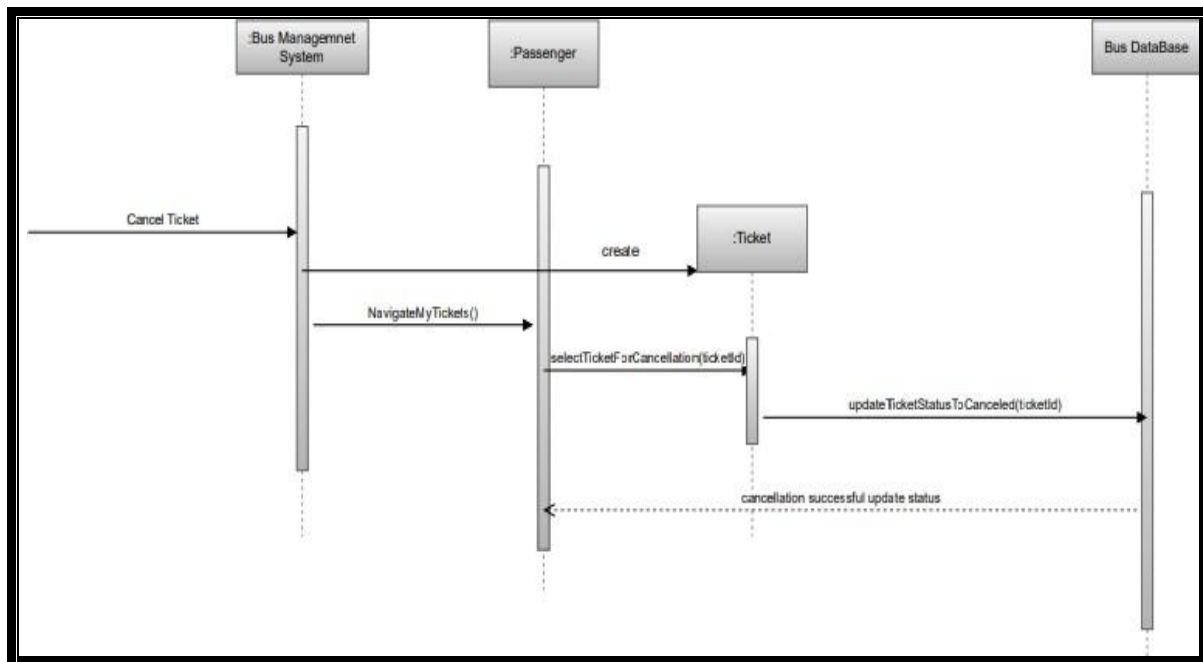 :Bus Managemnet
System
:Passenger
Bus DataBase
Cancel Ticket
:Ticket
create
NavigateMyTickets()
selectTicketForCancellation(ticketId)
updateTicketStatusToCanceled(ticketId)
cancellation successful update status